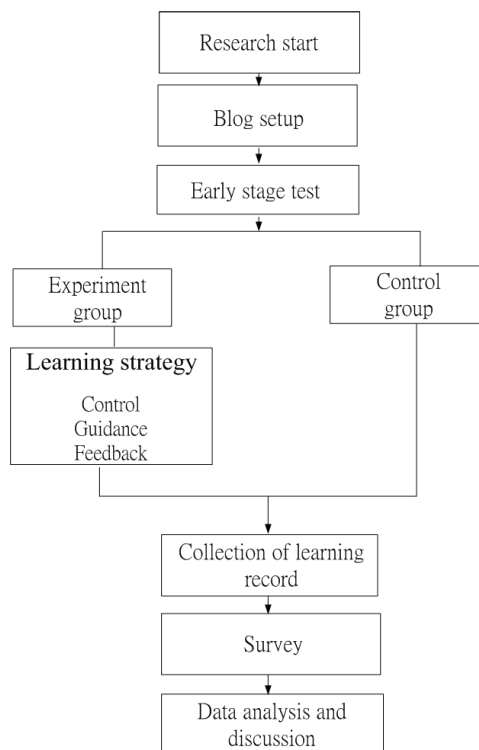 Research start
Blog setup
Early stage test
Experiment
group
Control
group
Learning strategy
Control
Guidance
Feedback
Collection of learning
record
Survey
Data analysis and
discussion